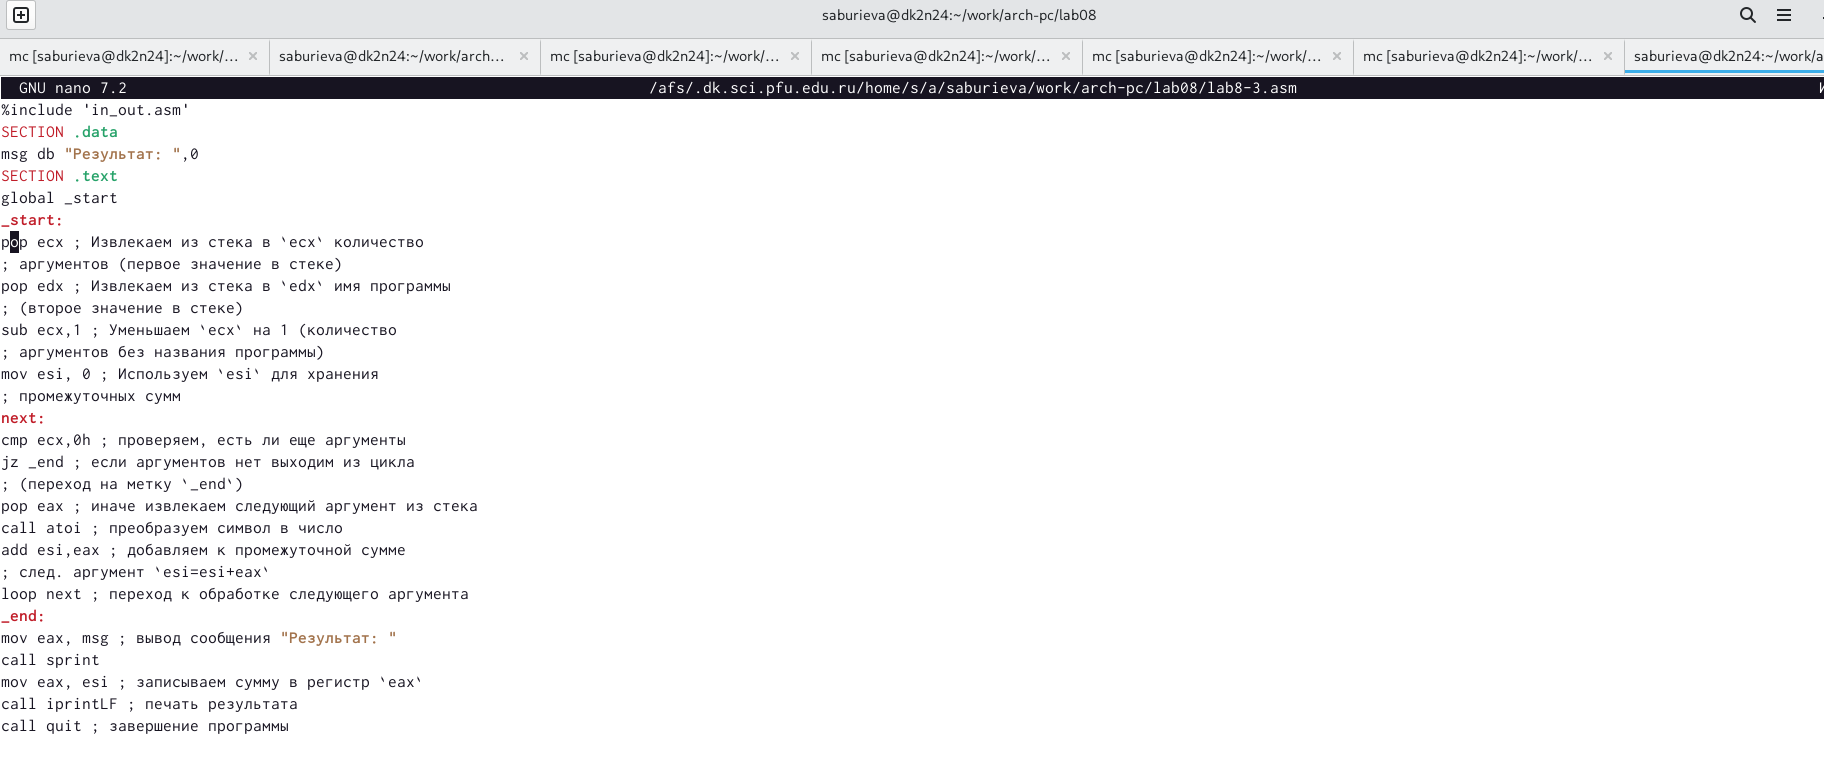 saburieva@dk2n24:~/work/arch-pc/lab08
mc [saburieva@dk2n24]:~/work/… × saburieva@dk2n24:~/work/arch… × mc [saburieva@dk2n24]:~/work/… × mc [saburieva@dk2n24]:~/work/… × mc [saburieva@dk2n24]:~/work/… × mc [saburieva@dk2n24]:~/work/… × saburieva@dk2n24:~/work/a
GNU nano 7.2 /afs/.dk.sci.pfu.edu.ru/home/s/a/saburieva/work/arch-pc/lab08/lab8-3.asm
%include 'in_out.asm'
SECTION .data
msg db "Результат: ",0
SECTION .text
global _start
_start:
pop ecx ; Извлекаем из стека в `ecx` количество
; аргументов (первое значение в стеке)
pop edx ; Извлекаем из стека в `edx` имя программы
; (второе значение в стеке)
sub ecx,1 ; Уменьшаем `ecx` на 1 (количество
; аргументов без названия программы)
mov esi, 0 ; Используем `esi` для хранения
; промежуточных сумм
next:
cmp ecx,0h ; проверяем, есть ли еще аргументы
jz _end ; если аргументов нет выходим из цикла
; (переход на метку `_end`)
pop eax ; иначе извлекаем следующий аргумент из стека
call atoi ; преобразуем символ в число
add esi,eax ; добавляем к промежуточной сумме
; след. аргумент `esi=esi+eax`
loop next ; переход к обработке следующего аргумента
_end:
mov eax, msg ; вывод сообщения "Результат: "
call sprint
mov eax, esi ; записываем сумму в регистр `eax`
call iprintLF ; печать результата
call quit ; завершение программы